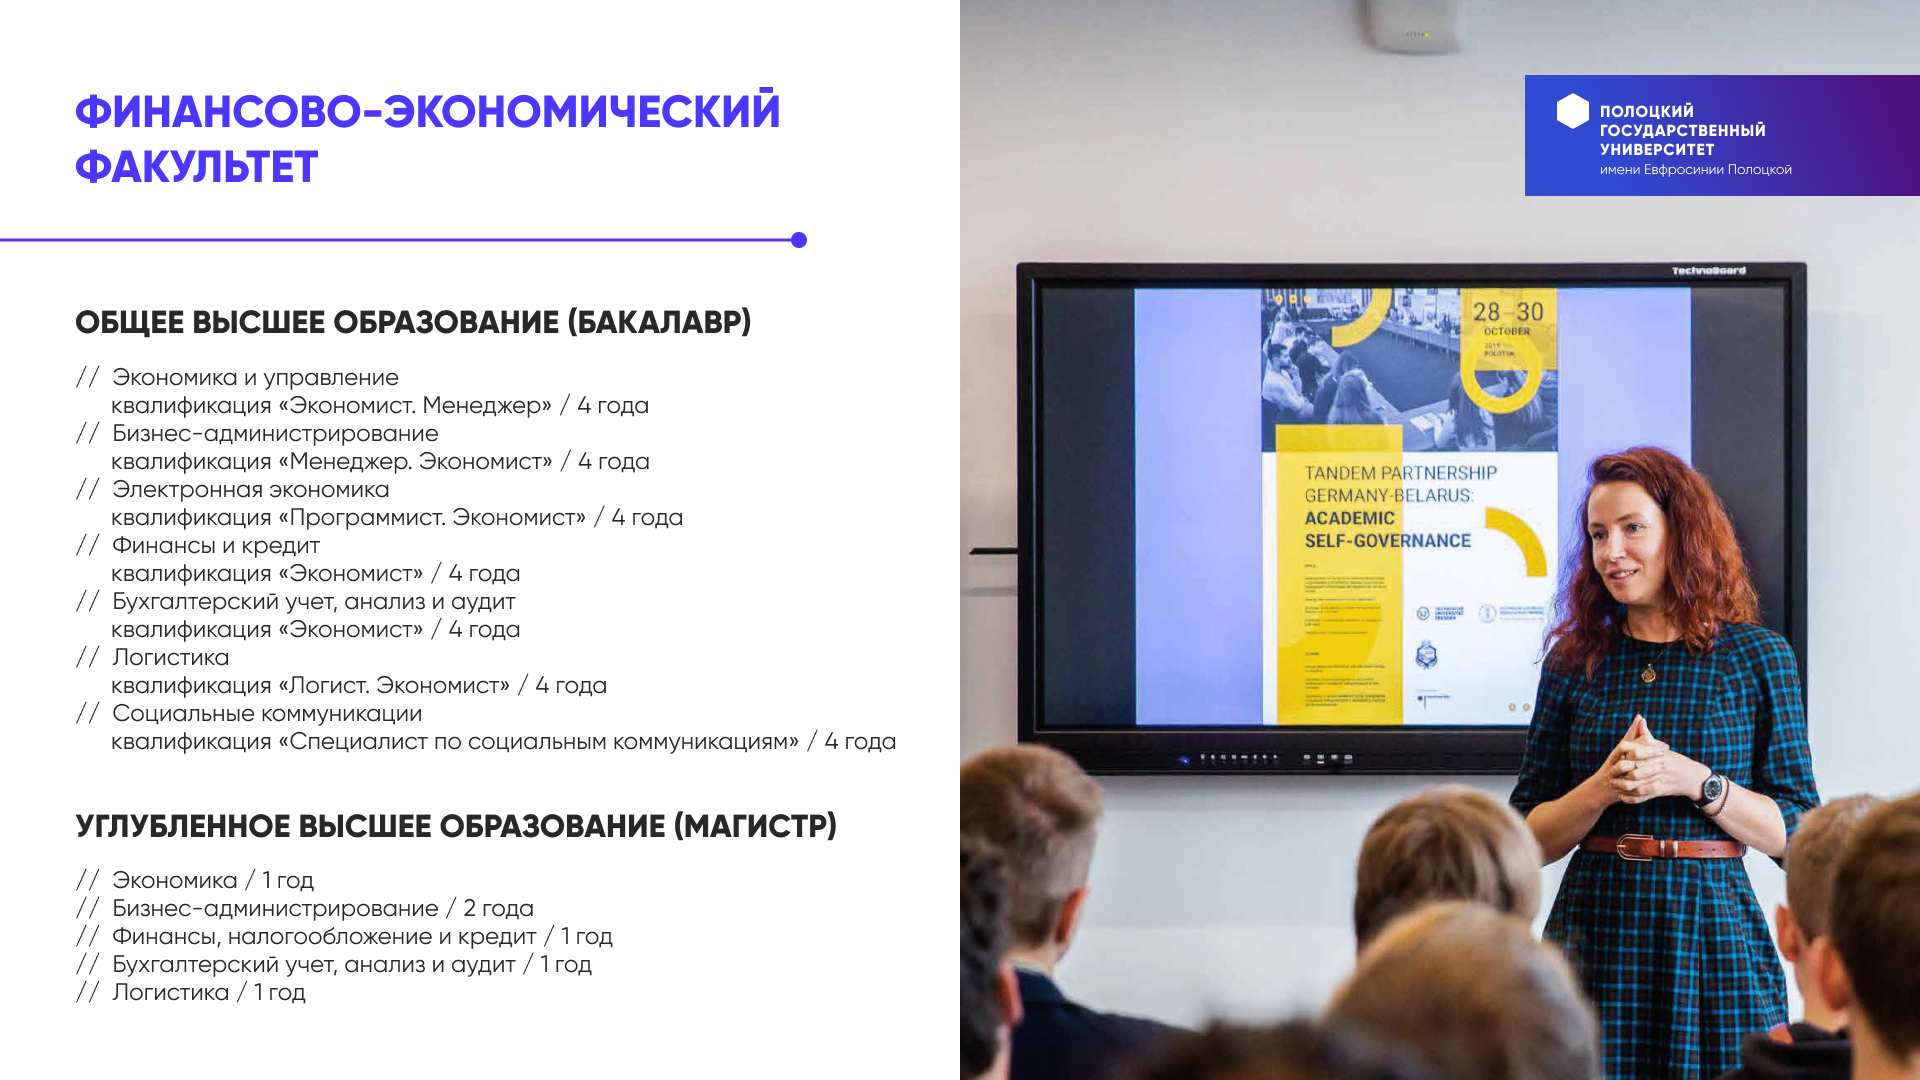 ФИНАНСОВО-ЭКОНОМИЧЕСКИЙ
ФАКУЛЬТЕТ
ОБЩЕЕ ВЫСШЕЕ ОБРАЗОВАНИЕ (БАКАЛАВР)
// Экономика и управление
квалификация «Экономист. Менеджер» / 4 года
// Бизнес-администрирование
квалификация «Менеджер. Экономист» / 4 года
// Электронная экономика
квалификация «Программист. Экономист» / 4 года
// Финансы и кредит
квалификация «Экономист» / 4 года
// Бухгалтерский учет, анализ и аудит
квалификация «Экономист» / 4 года
// Логистика
квалификация «Логист. Экономист» / 4 года
// Социальные коммуникации
квалификация «Специалист по социальным коммуникациям» / 4 года
УГЛУБЛЕННОЕ ВЫСШЕЕ ОБРАЗОВАНИЕ (МАГИСТР)
// Экономика / 1 год
// Бизнес-администрирование / 2 года
// Финансы, налогообложение и кредит / 1 год
// Бухгалтерский учет, анализ и аудит / 1 год
// Логистика / 1 год
ПОЛОЦКИЙ
ГОСУДАРСТВЕННЫЙ
УНИВЕРСИТЕТ
имени Евфросинии Полоцкой
TechnoBoard
28–30
OCTOBER
POLOTSK
TANDEM PARTNERSHIP
GERMANY-BELARUS:
ACADEMIC
SELF-GOVERNANCE